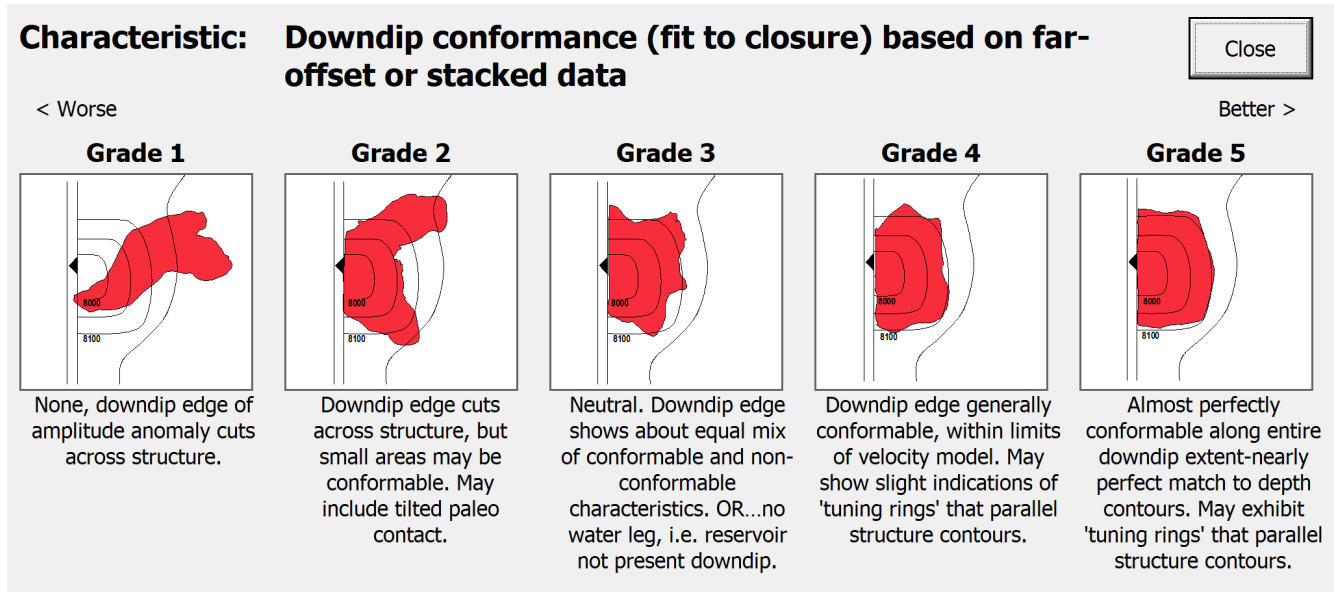 Characteristic:
Downdip conformance (fit to closure) based on far-
offset or stacked data
Close
< Worse
Better >
Grade 1
8000
8100
None, downdip edge of
amplitude anomaly cuts
across structure.
Grade 2
8000
8100
Downdip edge cuts
across structure, but
small areas may be
conformable. May
include tilted paleo
contact.
Grade 3
8000
8100
Neutral. Downdip edge
shows about equal mix
of conformable and non-
conformable
characteristics. OR...no
water leg, i.e. reservoir
not present downdip.
Grade 4
8000
8100
Downdip edge generally
conformable, within limits
of velocity model. May
show slight indications of
'tuning rings' that parallel
structure contours.
Grade 5
8000
8100
Almost perfectly
conformable along entire
downdip extent-nearly
perfect match to depth
contours. May exhibit
'tuning rings' that parallel
structure contours.